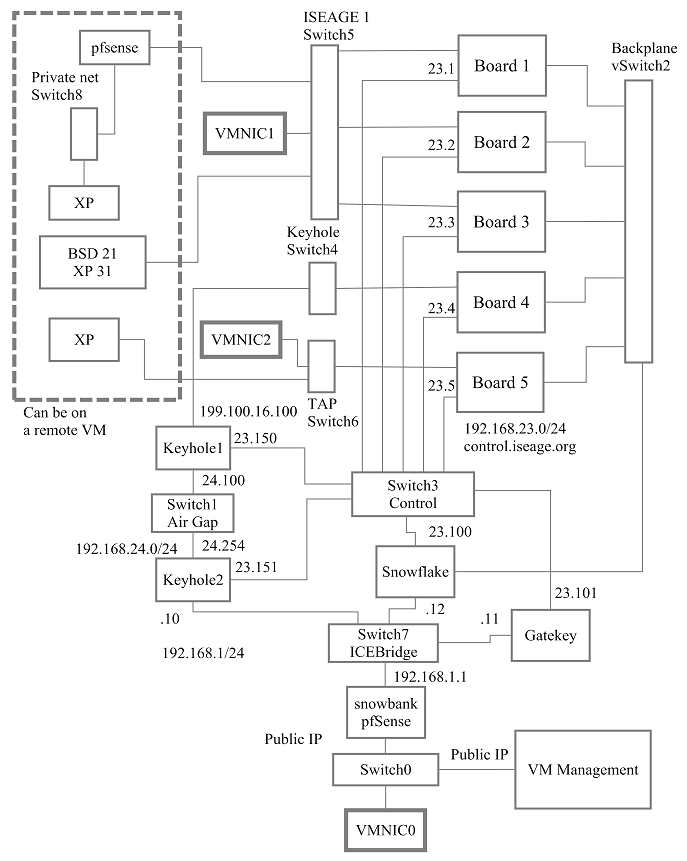 ISEAGE 1
Switch5
pfsense
Backplane
vSwitch2
Private net
Switch8
23.1
Board 1
VMNIC1
23.2
Board 2
XP
23.3
Board 3
Keyhole
Switch4
BSD 21
XP 31
23.4
Board 4
XP
VMNIC2
23.5
Board 5
TAP
Switch6
Can be on
a remote VM
199.100.16.100
192.168.23.0/24
control.iseage.org
Keyhole1
23.150
24.100
Switch3
Control
Switch1
Air Gap
23.100
192.168.24.0/24
24.254
Keyhole2
23.151
Snowflake
23.101
.10
.12
.11
Gatekey
Switch7
ICEBridge
192.168.1/24
192.168.1.1
snowbank
pfSense
Public IP
Public IP
Switch0
VM Management
VMNIC0